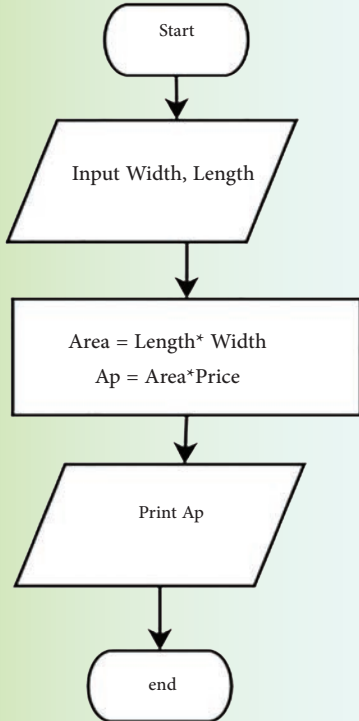 Start
Input Width, Length
Area = Length* Width
Ap = Area*Price
Print Ap
end